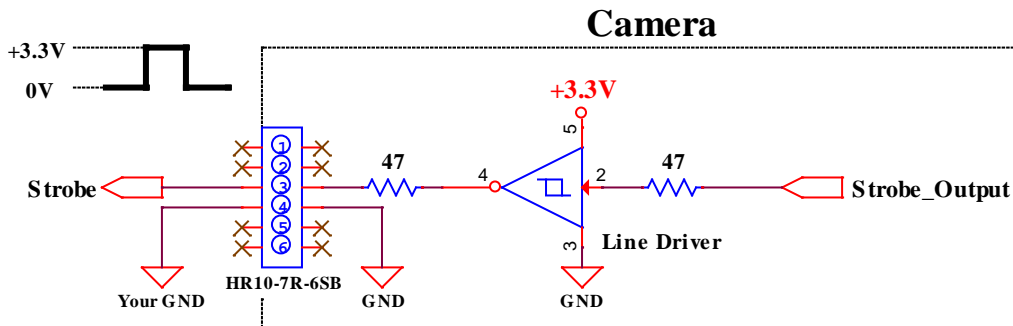 Camera
+3.3V
0V
+3.3V
5
1
2
3
4
5
6
47
4
2
47
Strobe
Strobe_Output
3
Line Driver
HR10-7R-6SB
Your GND
GND
GND